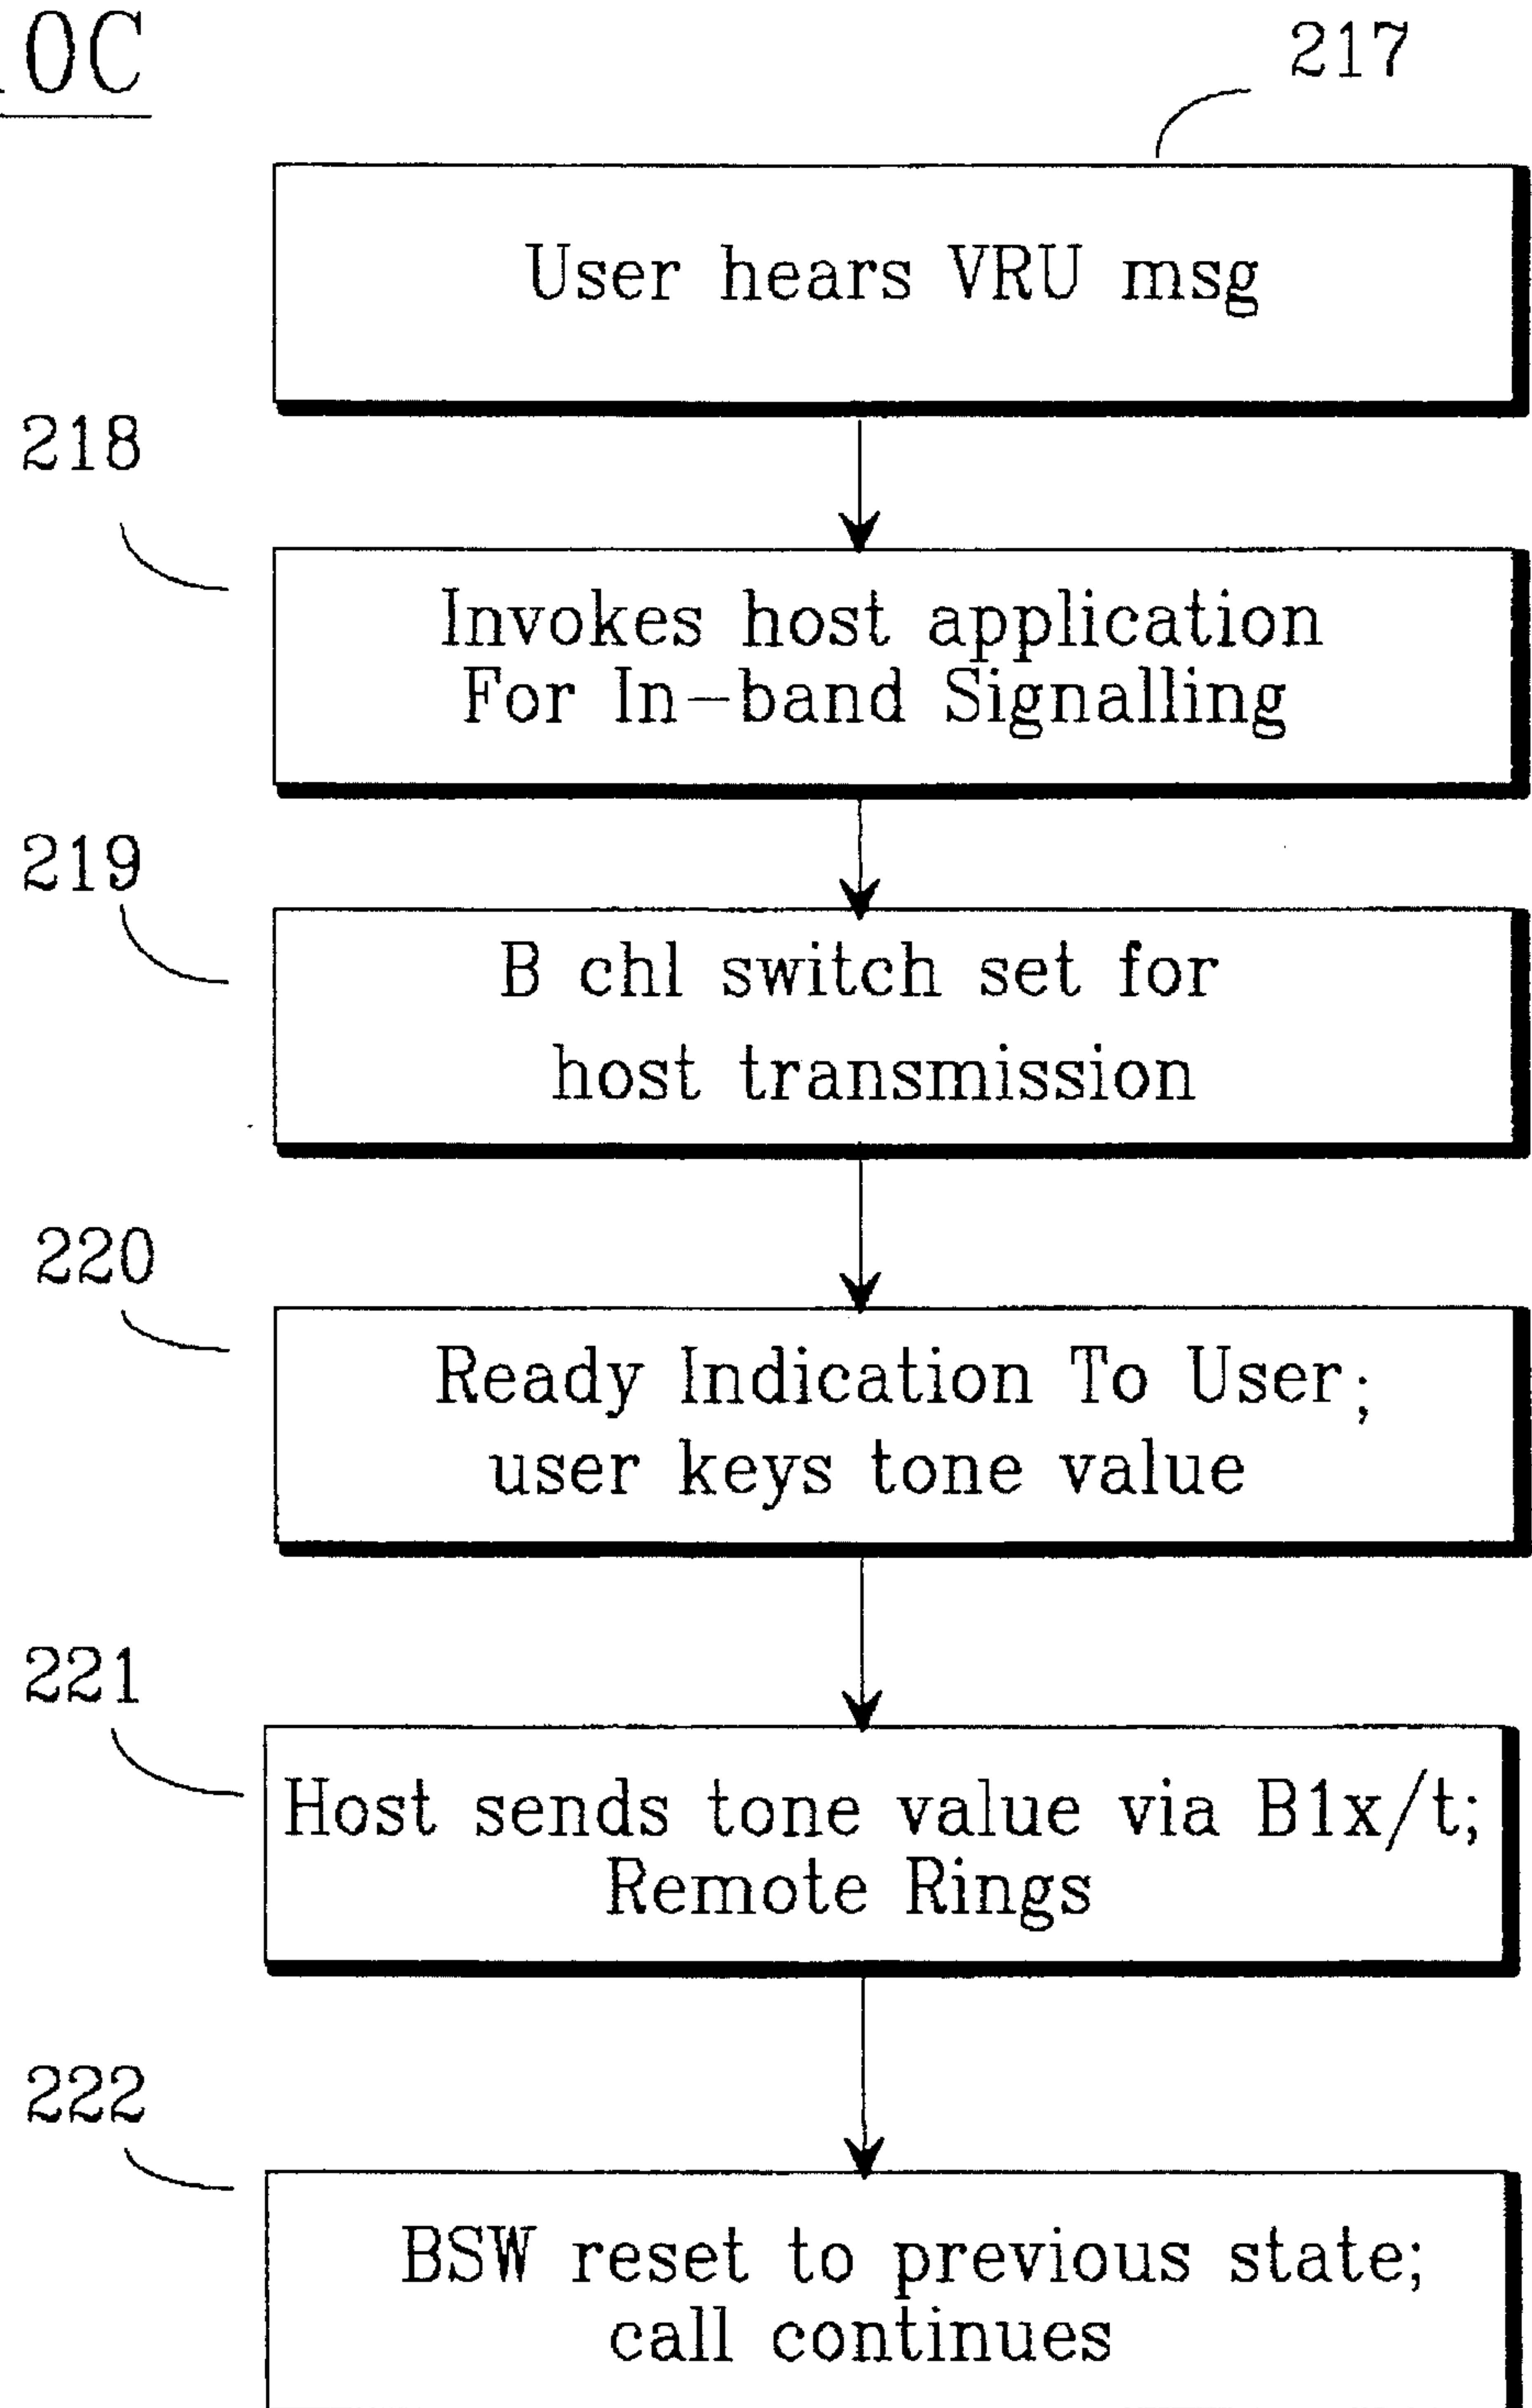 0C
217
User hears VRU msg
218
Invokes host application
For In-band Signalling
219
B chl switch set for
host transmission
220
Ready Indication To User;
user keys tone value
221
Host sends tone value via B1x/t;
Remote Rings
222
BSW reset to previous state;
call continues